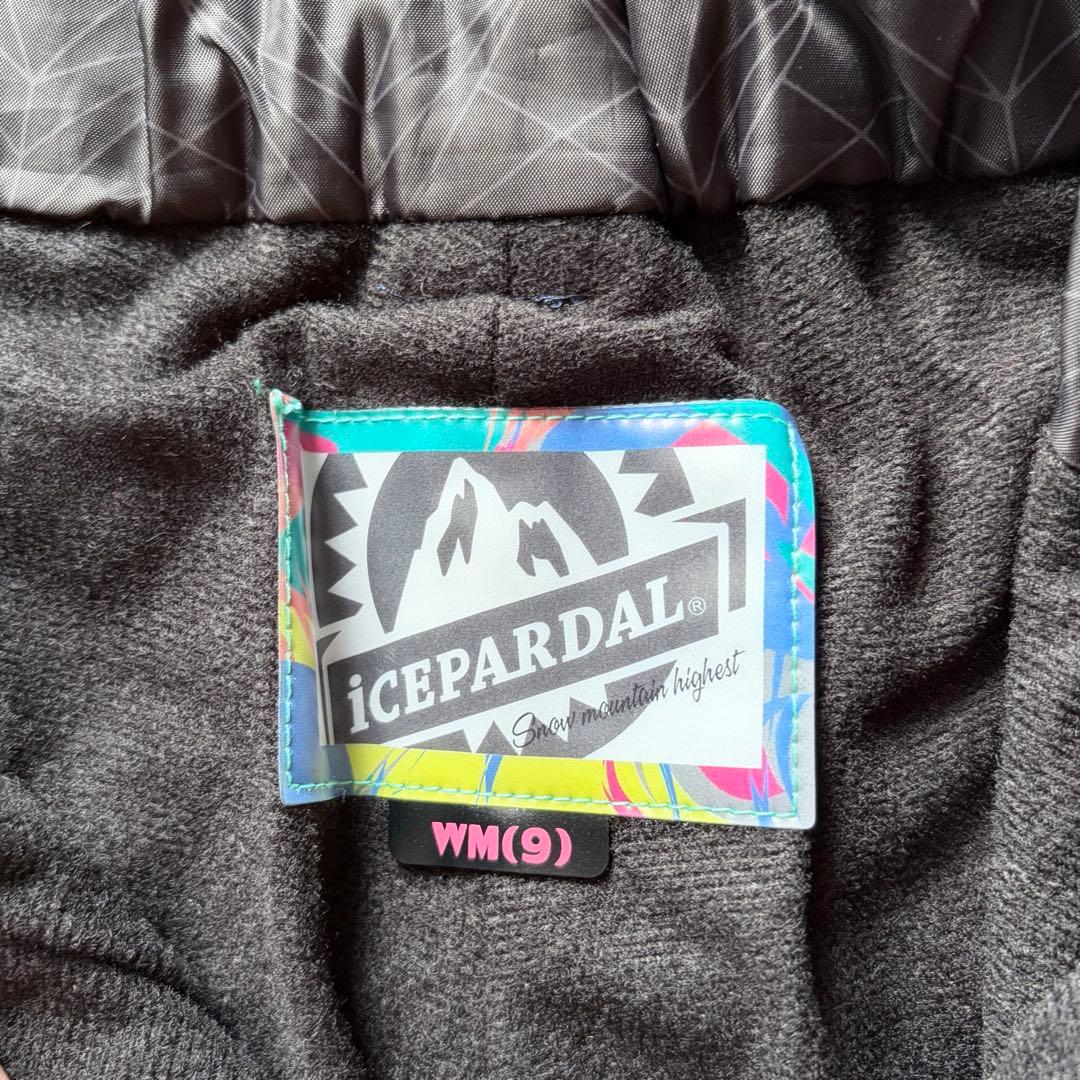 iCEPARDAL®
Snow mountain highest
WM(9)